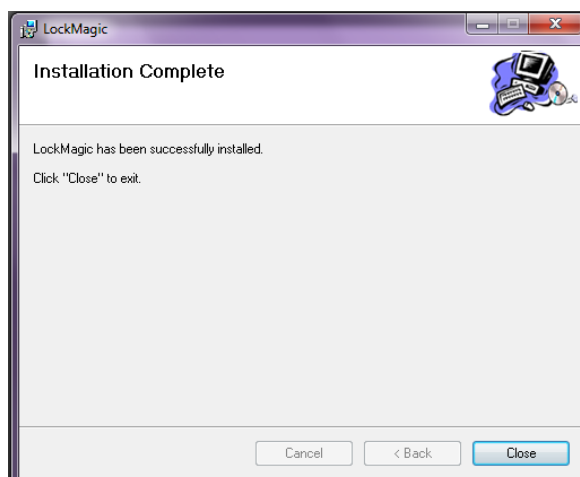 LockMagic
Installation Complete
LockMagic has been successfully installed.
Click "Close" to exit.
Cancel
< Back
Close